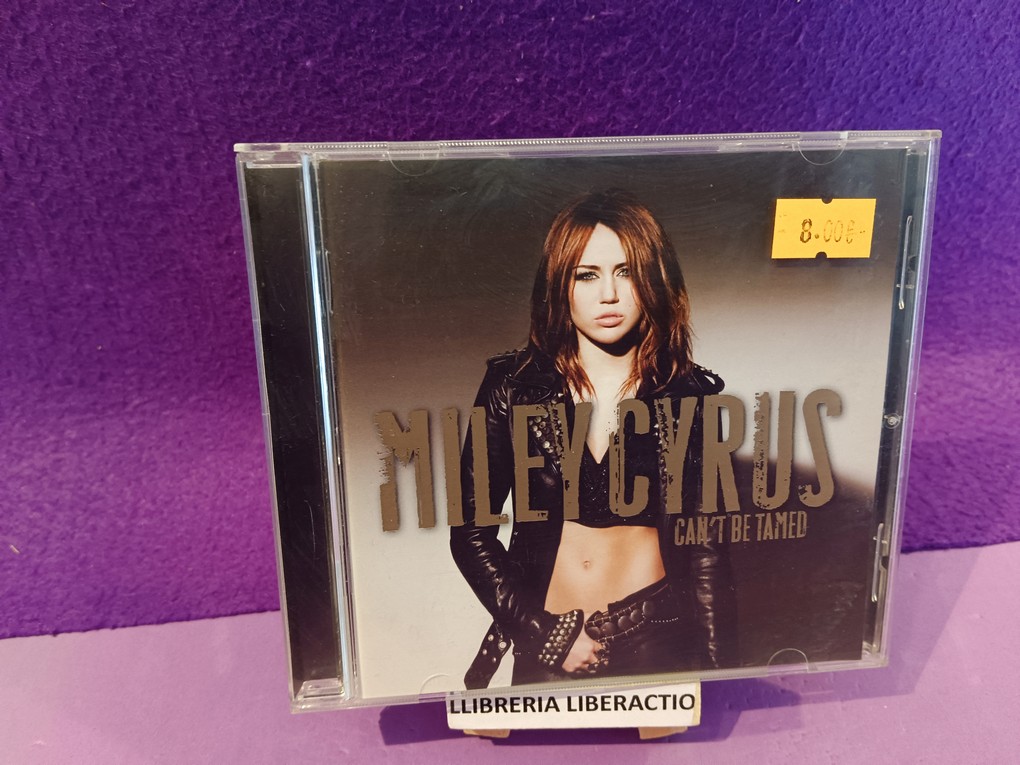 8.00€
MILEY CYRUS
CAN'T BE TAMED
LLIBRERIA LIBERACTIO